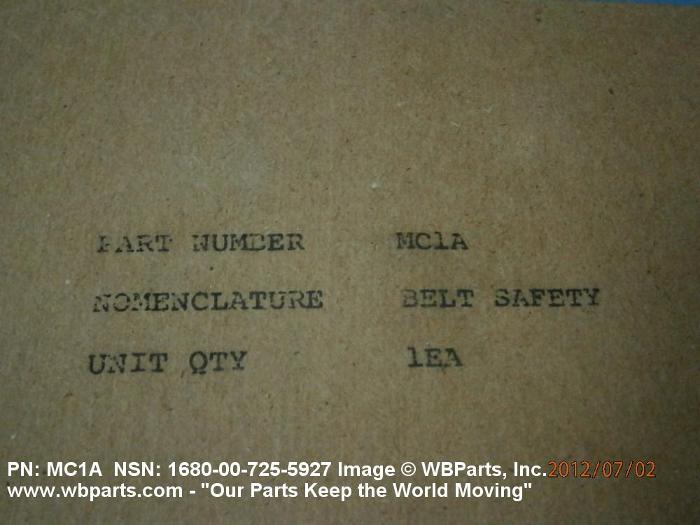 PART NUMBER MC1A
NOMENCLATURE BELT SAFETY
UNIT QTY 1EA
PN: MC1A NSN: 1680-00-725-5927 Image © WBParts, Inc. 2012/07/02
www.wbparts.com - "Our Parts Keep the World Moving"